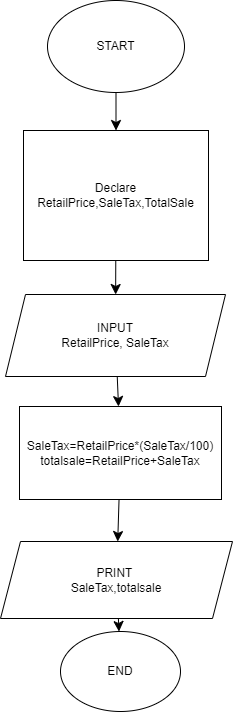 START
Declare
RetailPrice,SaleTax,TotalSale
INPUT
RetailPrice, SaleTax
SaleTax=RetailPrice*(SaleTax/100)
totalsale=RetailPrice+SaleTax
PRINT
SaleTax,totalsale
END